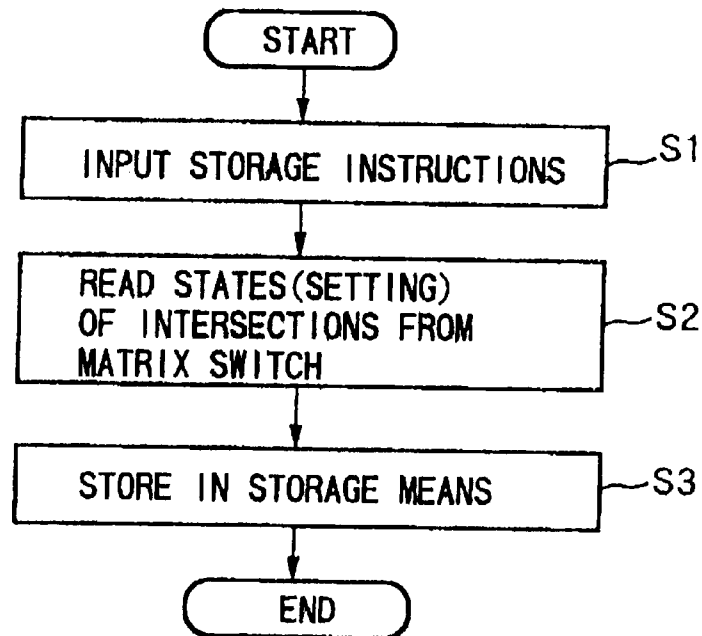 START
INPUT STORAGE INSTRUCTIONS
S1
READ STATES(SETTING)
OF INTERSECTIONS FROM
MATRIX SWITCH
S2
STORE IN STORAGE MEANS
S3
END